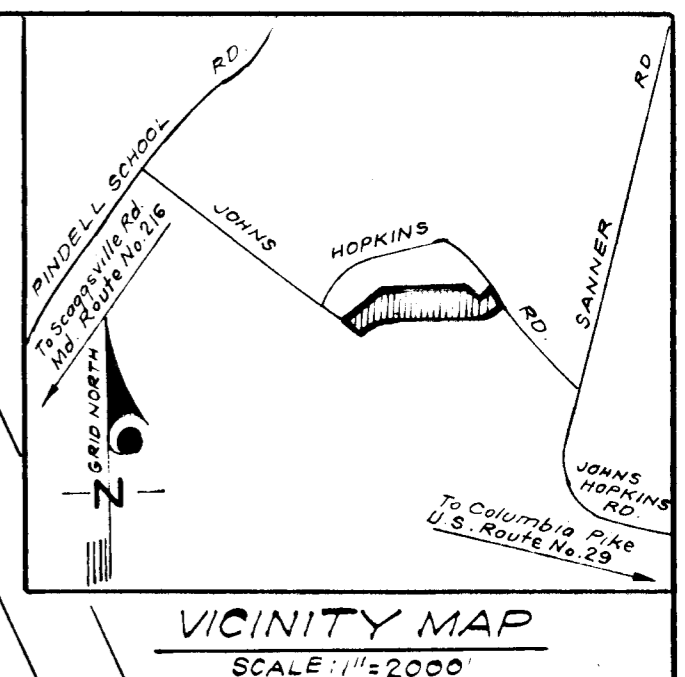 PINDELL SCHOOL RD.
To Scaggsville Rd.
Md. Route No. 216
JOHNS HOPKINS RD.
SANNER RD
GRID NORTH
N
JOHNS
HOPKINS
RD.
To Columbia Pike
U.S. Route No. 29
VICINITY MAP
SCALE: 1"=2000'